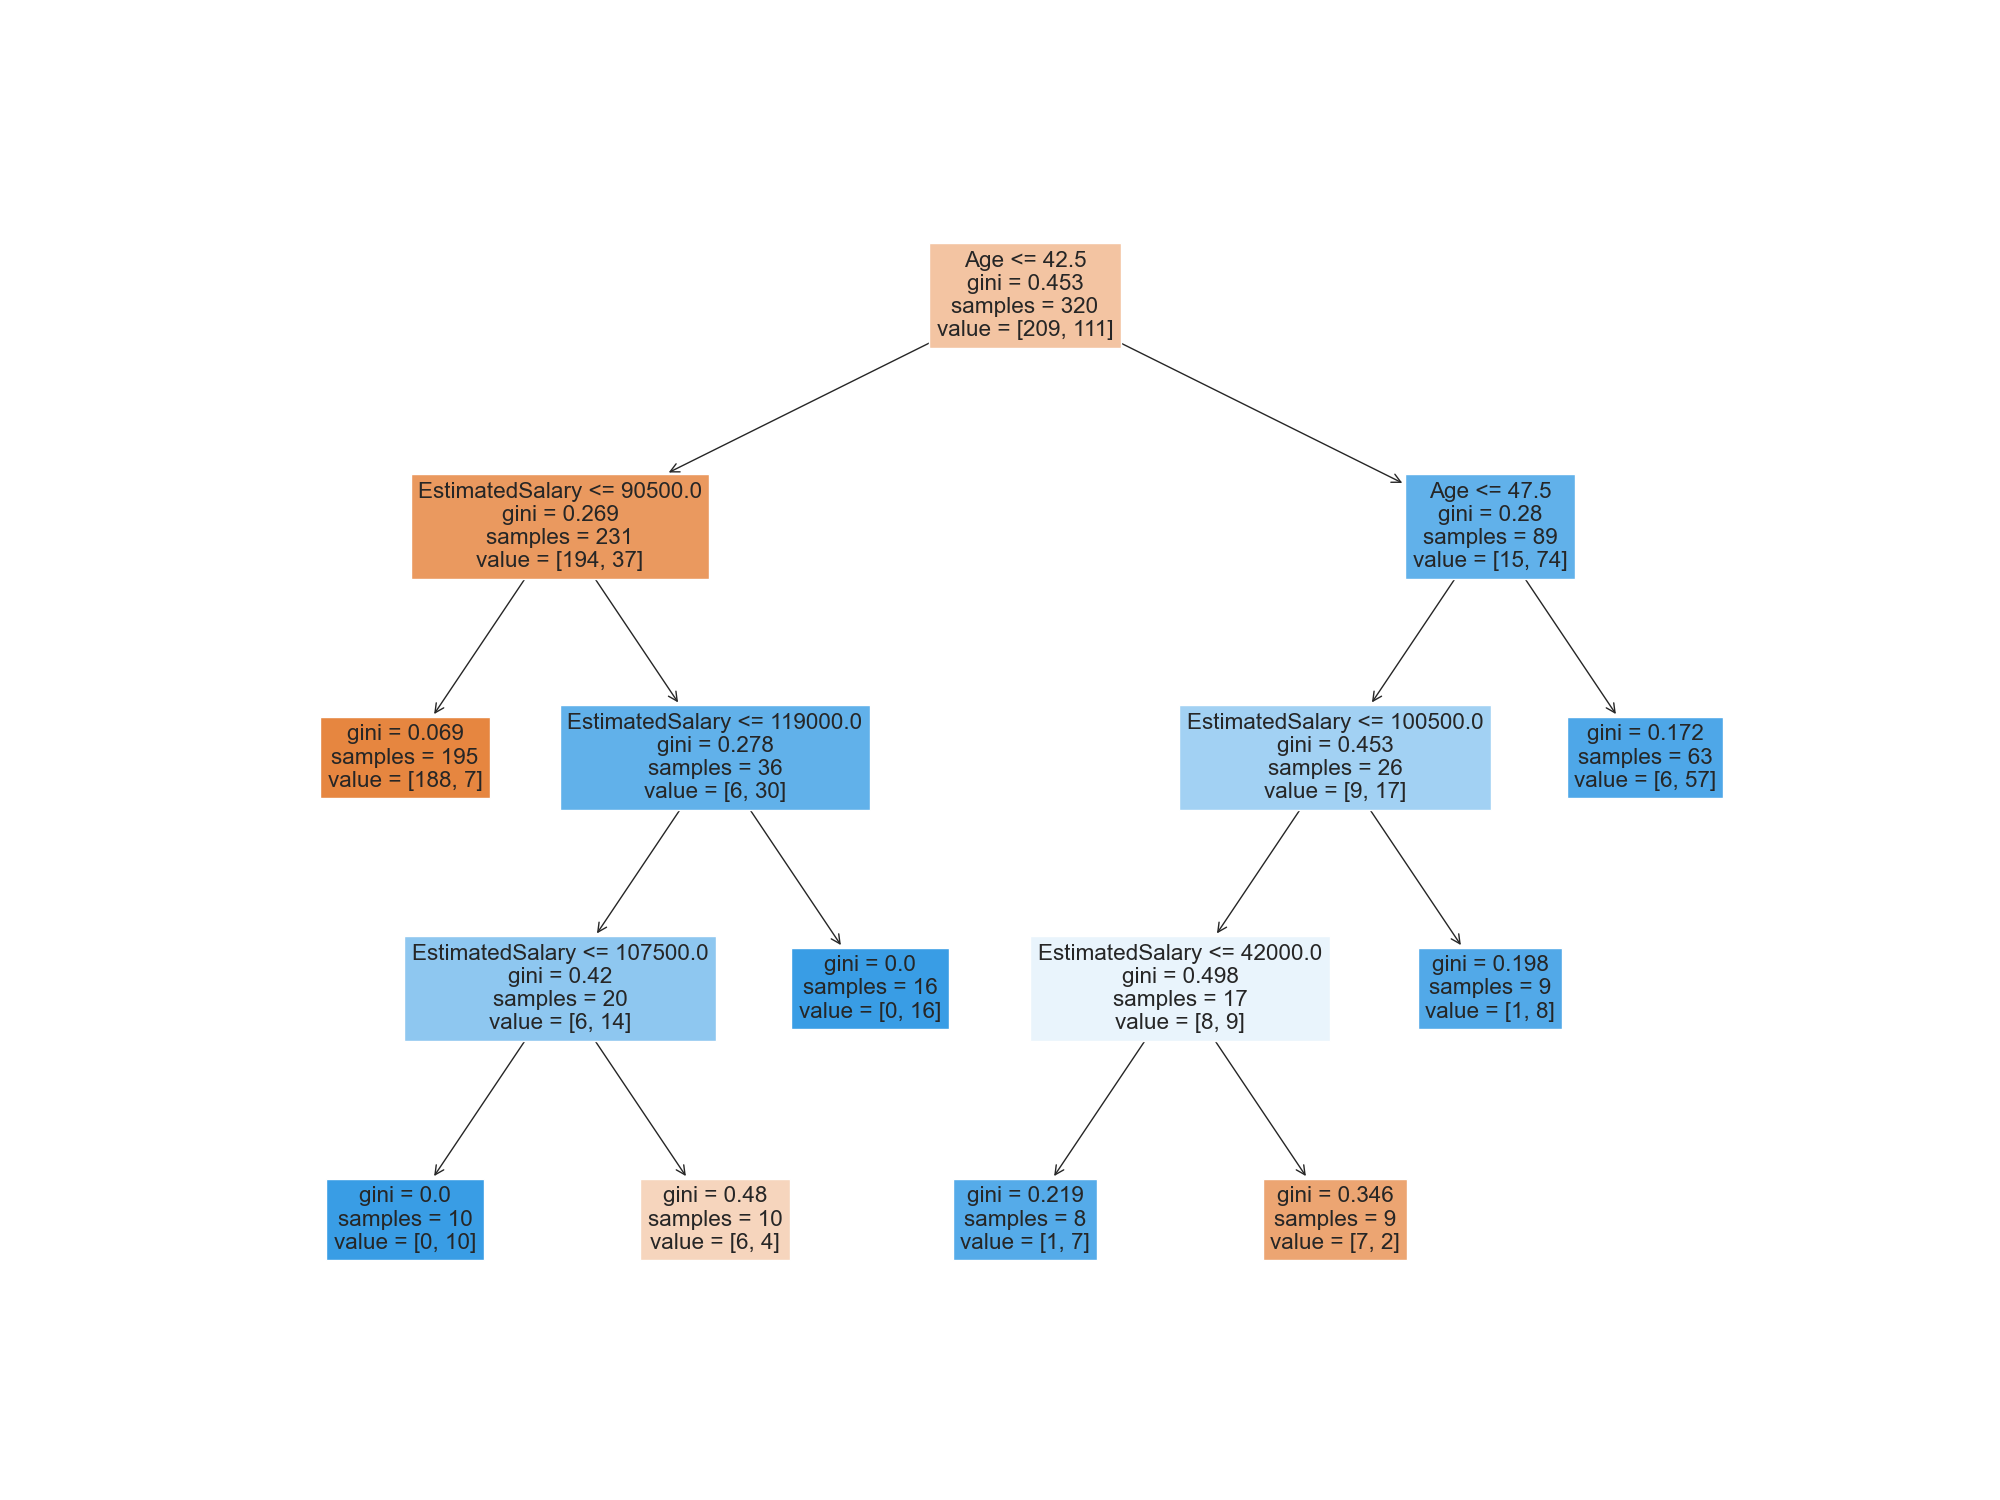 Age <= 42.5
gini = 0.453
samples = 320
value = [209, 111]
EstimatedSalary <= 90500.0
gini = 0.269
samples = 231
value = [194, 37]
Age <= 47.5
gini = 0.28
samples = 89
value = [15, 74]
gini = 0.069
samples = 195
value = [188, 7]
EstimatedSalary <= 119000.0
gini = 0.278
samples = 36
value = [6, 30]
EstimatedSalary <= 100500.0
gini = 0.453
samples = 26
value = [9, 17]
gini = 0.172
samples = 63
value = [6, 57]
EstimatedSalary <= 107500.0
gini = 0.42
samples = 20
value = [6, 14]
gini = 0.0
samples = 16
value = [0, 16]
EstimatedSalary <= 42000.0
gini = 0.498
samples = 17
value = [8, 9]
gini = 0.198
samples = 9
value = [1, 8]
gini = 0.0
samples = 10
value = [0, 10]
gini = 0.48
samples = 10
value = [6, 4]
gini = 0.219
samples = 8
value = [1, 7]
gini = 0.346
samples = 9
value = [7, 2]